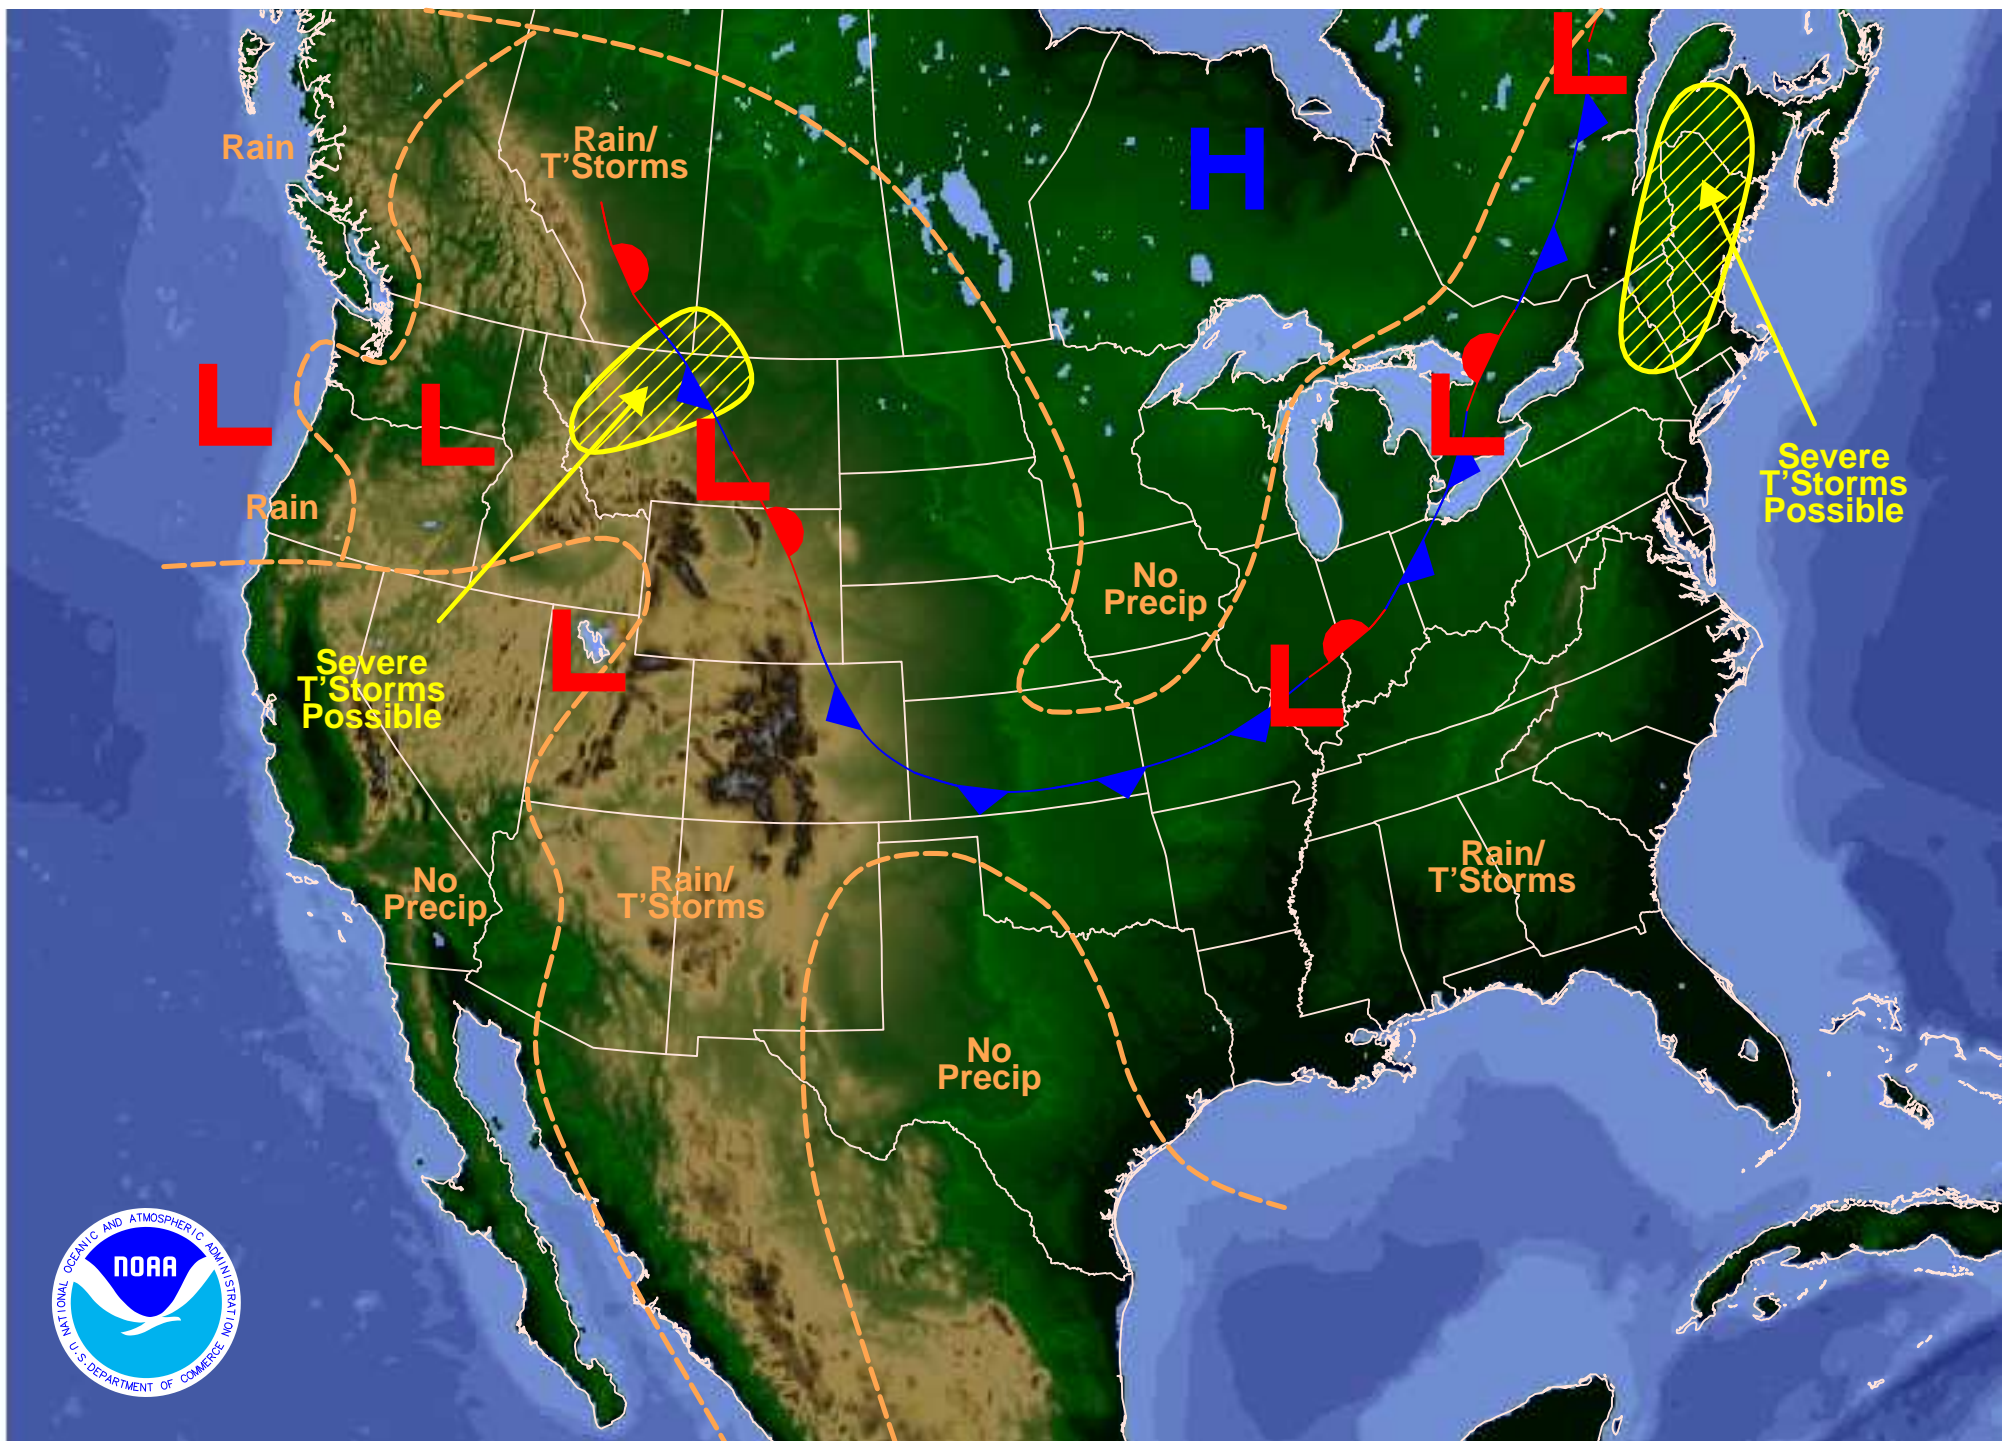 H
L
Rain
Rain/
T'Storms
L
L
L
L
Rain
Severe
T'Storms
Possible
No
Precip
L
L
Severe
T'Storms
Possible
No
Precip
Rain/
T'Storms
Rain/
T'Storms
No
Precip
NATIONAL OCEANIC AND ATMOSPHERIC ADMINISTRATION
NOAA
U.S. DEPARTMENT OF COMMERCE